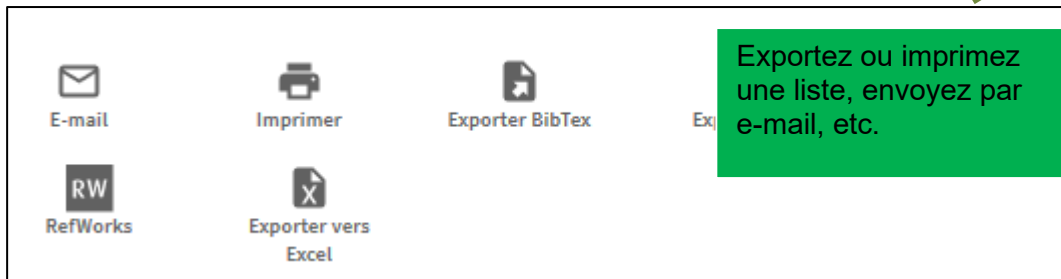 E-mail
Imprimer
Exporter BibTex
RW
RefWorks
Exporter vers
Excel
Exportez ou imprimez
une liste, envoyez par
e-mail, etc.